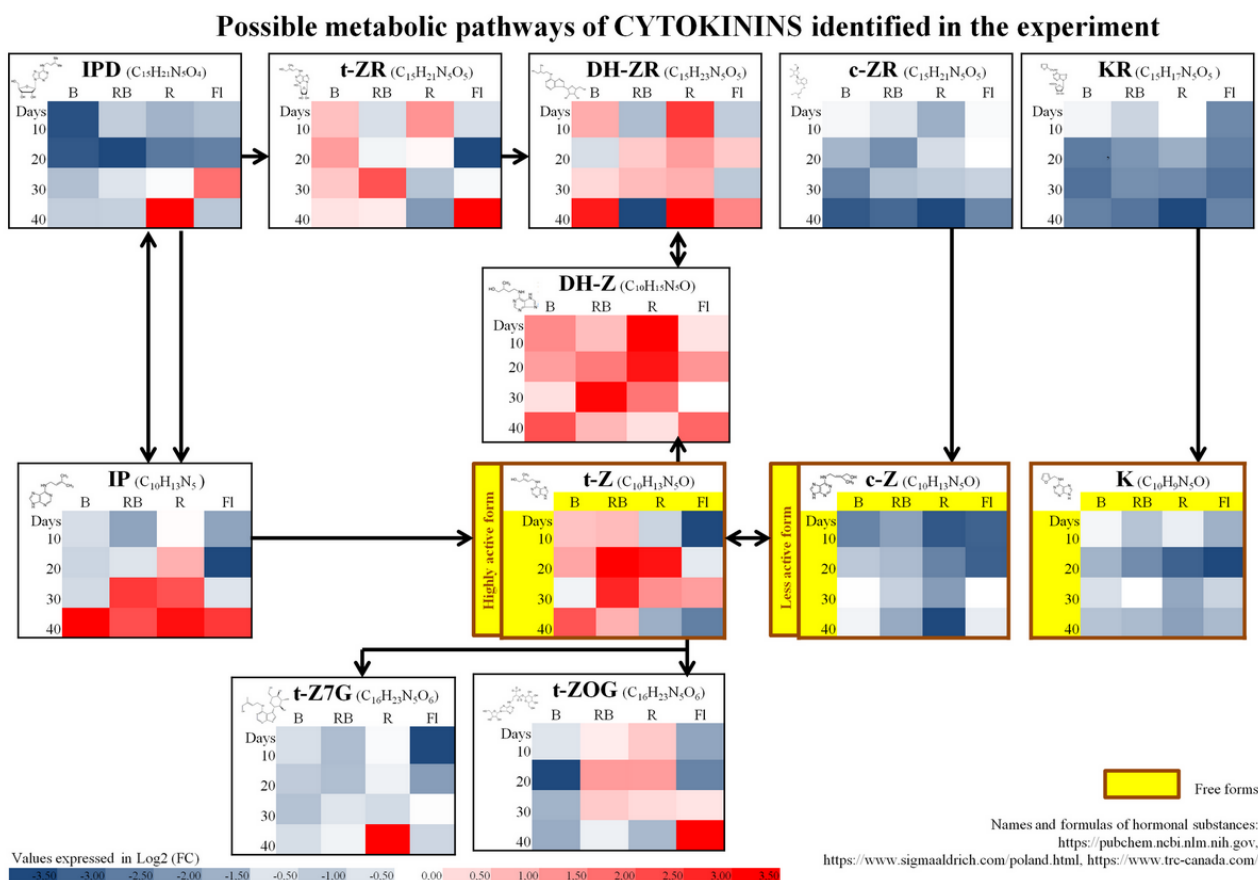 Possible metabolic pathways of CYTOKININS identified in the experiment
IPD (C15H21N5O4)
B RB R Fl
Days
10
20
30
40
t-ZR (C15H21N5O5)
B RB R Fl
Days
10
20
30
40
DH-ZR (C15H23N5O5)
B RB R Fl
Days
10
20
30
40
c-ZR (C15H21N5O5)
B RB R Fl
Days
10
20
30
40
KR (C15H17N5O5)
B RB R Fl
Days
10
20
30
40
DH-Z (C10H15N5O)
B RB R Fl
Days
10
20
30
40
IP (C10H13N5)
B RB R Fl
Days
10
20
30
40
Highly active form
t-Z (C10H13N5O)
B RB R Fl
Days
10
20
30
40
Less active form
c-Z (C10H13N5O)
B RB R Fl
Days
10
20
30
40
K (C10H9N5O)
B RB R Fl
Days
10
20
30
40
t-Z7G (C16H23N5O6)
B RB R Fl
Days
10
20
30
40
t-ZOG (C16H23N5O6)
B RB R Fl
Days
10
20
30
40
Free forms
Names and formulas of hormonal substances:
https://pubchem.ncbi.nlm.nih.gov,
https://www.sigmaaldrich.com/poland.html, https://www.trc-canada.com/
Values expressed in Log2 (FC)
-3.50 -3.00 -2.50 -2.00 -1.50 -0.50 -1.00 -0.50 0.00 0.50 0.50 1.00 1.50 2.00 2.50 3.00 3.50